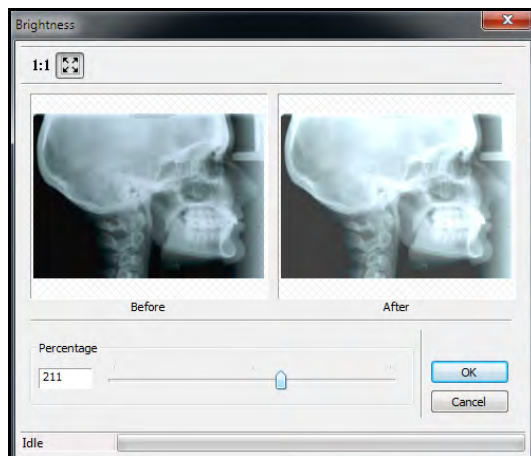 Brightness
1:1
Before
After
Percentage
211
OK
Cancel
Idle